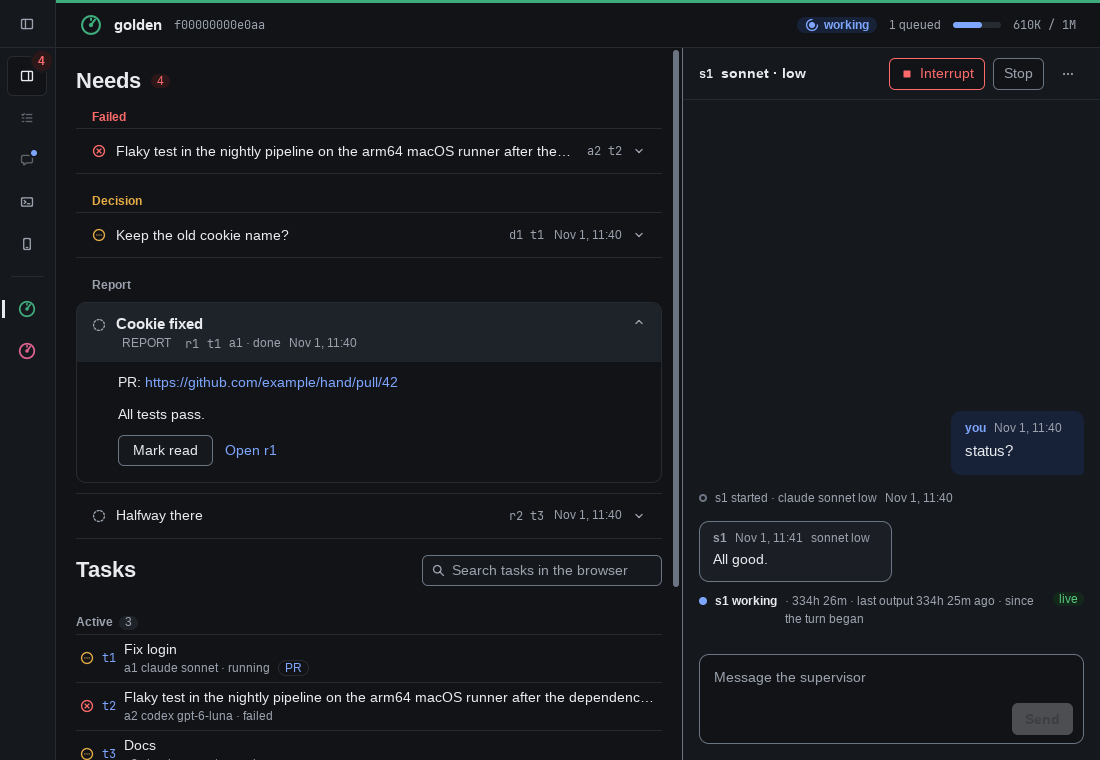 golden f00000000e0aa working 1 queued 610K / 1M
4
Needs 4
Failed
Flaky test in the nightly pipeline on the arm64 macOS runner after the… a2 t2
Decision
Keep the old cookie name? d1 t1 Nov 1, 11:40
Report
Cookie fixed
REPORT r1 t1 a1 · done Nov 1, 11:40
PR: https://github.com/example/hand/pull/42
All tests pass.
Mark read Open r1
Halfway there r2 t3 Nov 1, 11:40
Tasks Search tasks in the browser
Active 3
t1 Fix login
a1 claude sonnet · running PR
t2 Flaky test in the nightly pipeline on the arm64 macOS runner after the dependenc…
a2 codex gpt-6-luna · failed
t3 Docs
s1 sonnet · low Interrupt Stop
you Nov 1, 11:40
status?
s1 started · claude sonnet low Nov 1, 11:40
s1 Nov 1, 11:41 sonnet low
All good.
s1 working · 334h 26m · last output 334h 25m ago · since live
the turn began
Message the supervisor
Send